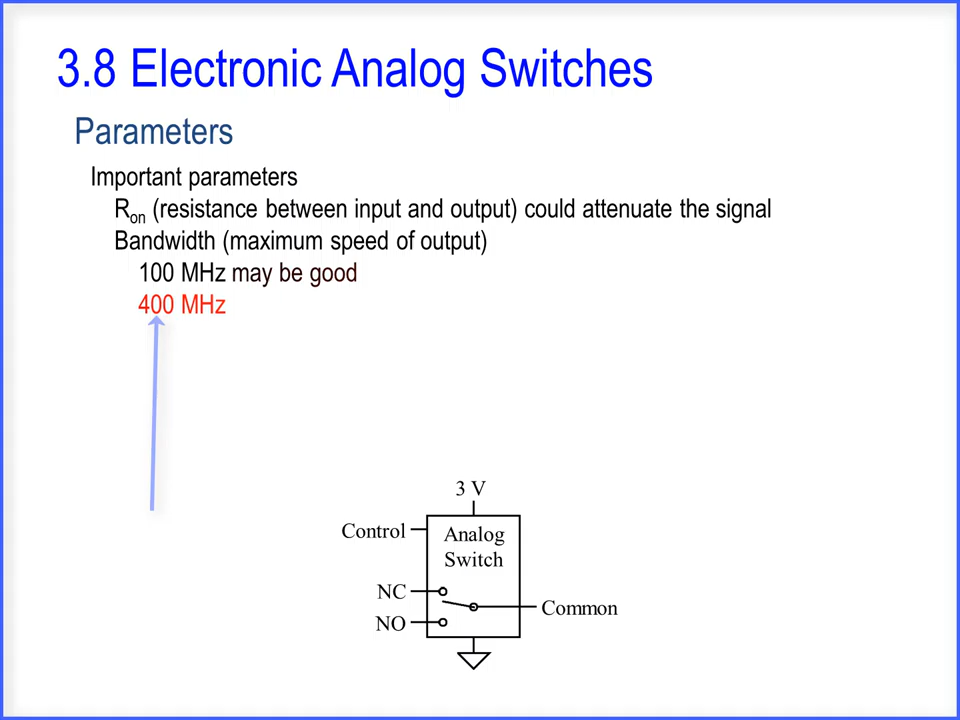 3.8 Electronic Analog Switches
Parameters
Important parameters
Ron (resistance between input and output) could attenuate the signal
Bandwidth (maximum speed of output)
100 MHz may be good
400 MHz
3 V
Control
Analog
Switch
NC
Common
NO